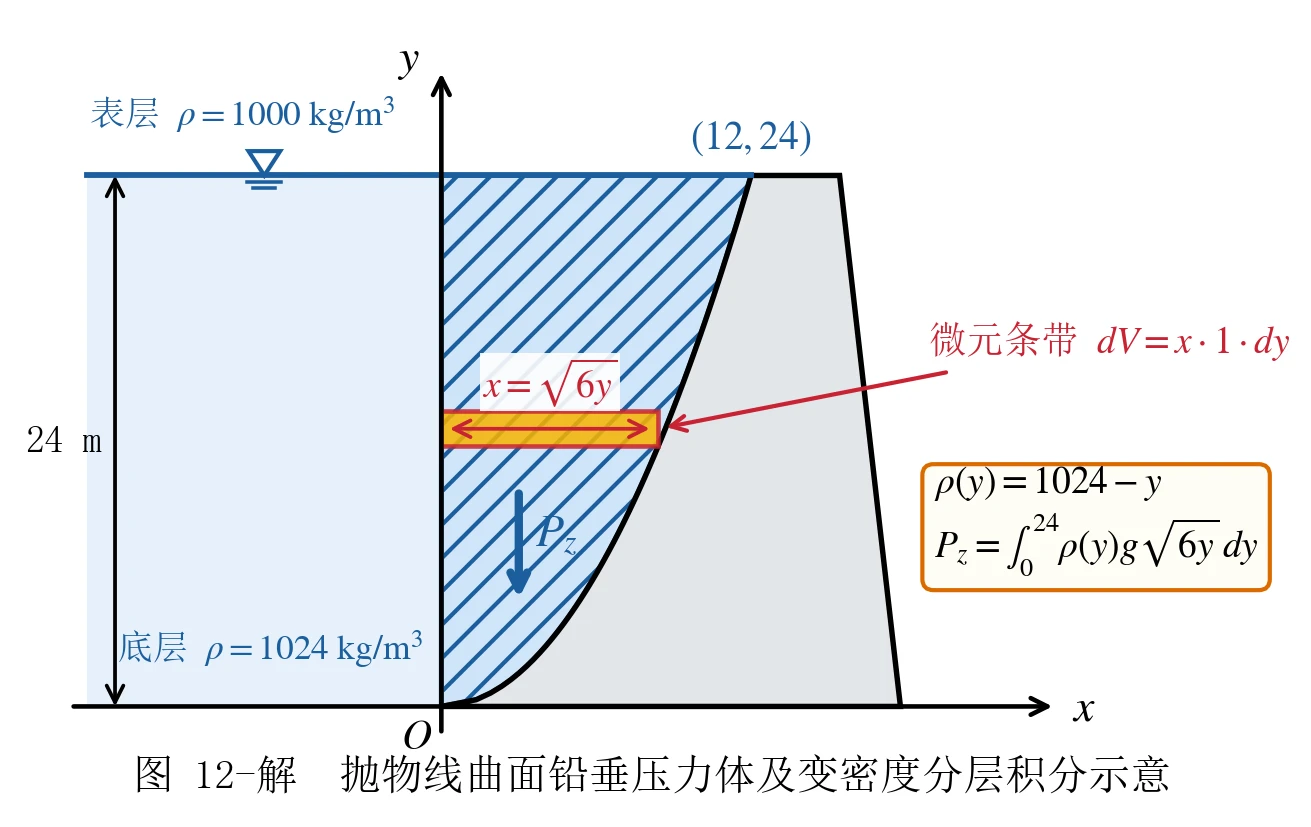 y
表层 ρ=1000 kg/m³
(12, 24)
微元条带 dV=x·1·dy
x=√6y
24 m
ρ(y)=1024−y
P_z=∫₀²⁴ρ(y)g√6y dy
P_z
底层 ρ=1024 kg/m³
x
O
图 12-解 抛物线曲面铅垂压力体及变密度分层积分示意